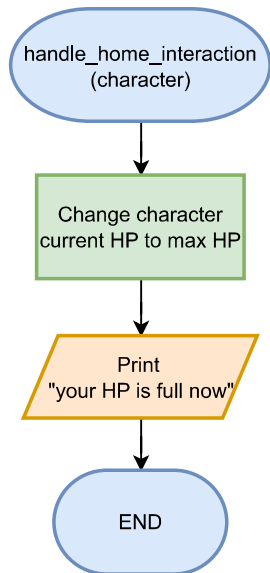 handle_home_interaction
(character)
Change character
current HP to max HP
Print
"your HP is full now"
END